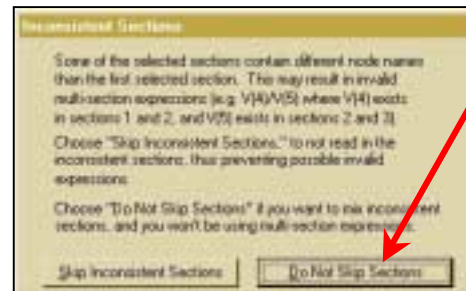 Inconsistent Sections
Some of the selected sections contain different node names
than the first selected section. This may result in invalid
multi-section expressions (e.g. V(4)/V(5) where V(4) exists
in sections 1 and 2, and V(5) exists in sections 2 and 3).
Choose "Skip Inconsistent Sections," to not read in the
inconsistent sections, thus preventing possible invalid
expressions.
Choose "Do Not Skip Sections" if you want to mix inconsistent
sections, and you won't be using multi-section expressions.
Skip Inconsistent Sections
Do Not Skip Sections